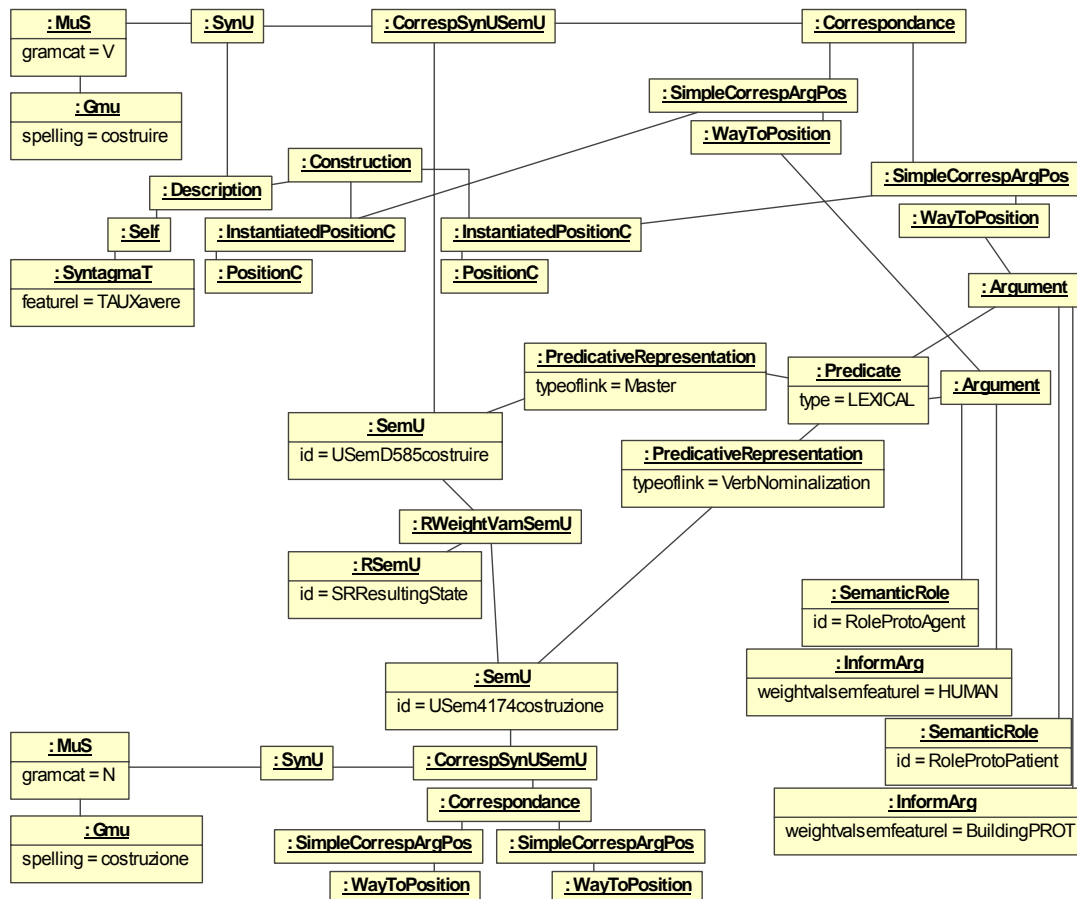 : MuS
gramcat = V
: SynU
: CorrespSynUSemU
: Correspondance
: Gmu
spelling = costruire
: SimpleCorrespArgPos
: WayToPosition
: Construction
: Description
: SimpleCorrespArgPos
: WayToPosition
: Self
: InstantiatedPositionC
: InstantiatedPositionC
: SyntagmaT
featurel = TAUXavere
: PositionC
: PositionC
: Argument
: PredicativeRepresentation
typeoflink = Master
: Predicate
type = LEXICAL
: Argument
: SemU
id = USemD585costruire
: PredicativeRepresentation
typeoflink = VerbNominalization
: RWeightVamSemU
: RSemU
id = SRResultingState
: SemanticRole
id = RoleProtoAgent
: InformArg
weightvalsemfeaturel = HUMAN
: SemU
id = USem4174costruzione
: SemanticRole
id = RoleProtoPatient
: MuS
gramcat = N
: SynU
: CorrespSynUSemU
: Correspondance
: InformArg
weightvalsemfeaturel = BuildingPROT
: Gmu
spelling = costruzione
: SimpleCorrespArgPos
: SimpleCorrespArgPos
: WayToPosition
: WayToPosition